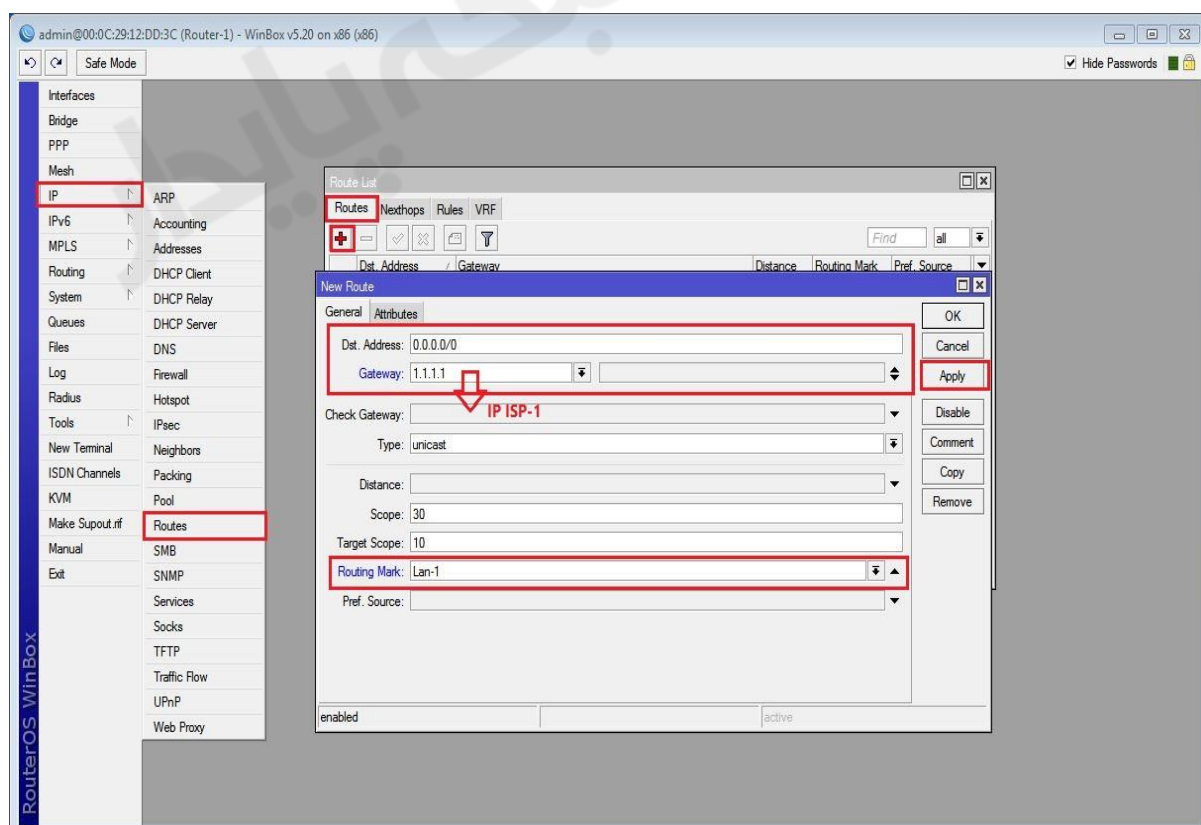 admin@00:0C:29:12:DD:3C (Router-1) - WinBox v5.20 on x86 (x86)
Safe Mode
Hide Passwords
Interfaces
Bridge
PPP
Mesh
IP
IPv6
MPLS
Routing
System
Queues
Files
Log
Radius
Tools
New Terminal
ISDN Channels
KVM
Make Supout.rif
Manual
Exit
RouterOS WinBox
ARP
Accounting
Addresses
DHCP Client
DHCP Relay
DHCP Server
DNS
Firewall
Hotspot
IPsec
Neighbors
Packing
Pool
Routes
SMB
SNMP
Services
Socks
TFTP
Traffic Flow
UPnP
Web Proxy
Route List
Routes Nexthops Rules VRF
Find all
Dst. Address / Gateway Distance Routing Mark Pref. Source
New Route
General Attributes
Dst. Address: 0.0.0.0/0
Gateway: 1.1.1.1
IP ISP-1
Check Gateway:
Type: unicast
Distance:
Scope: 30
Target Scope: 10
Routing Mark: Lan-1
Pref. Source:
OK
Cancel
Apply
Disable
Comment
Copy
Remove
enabled active